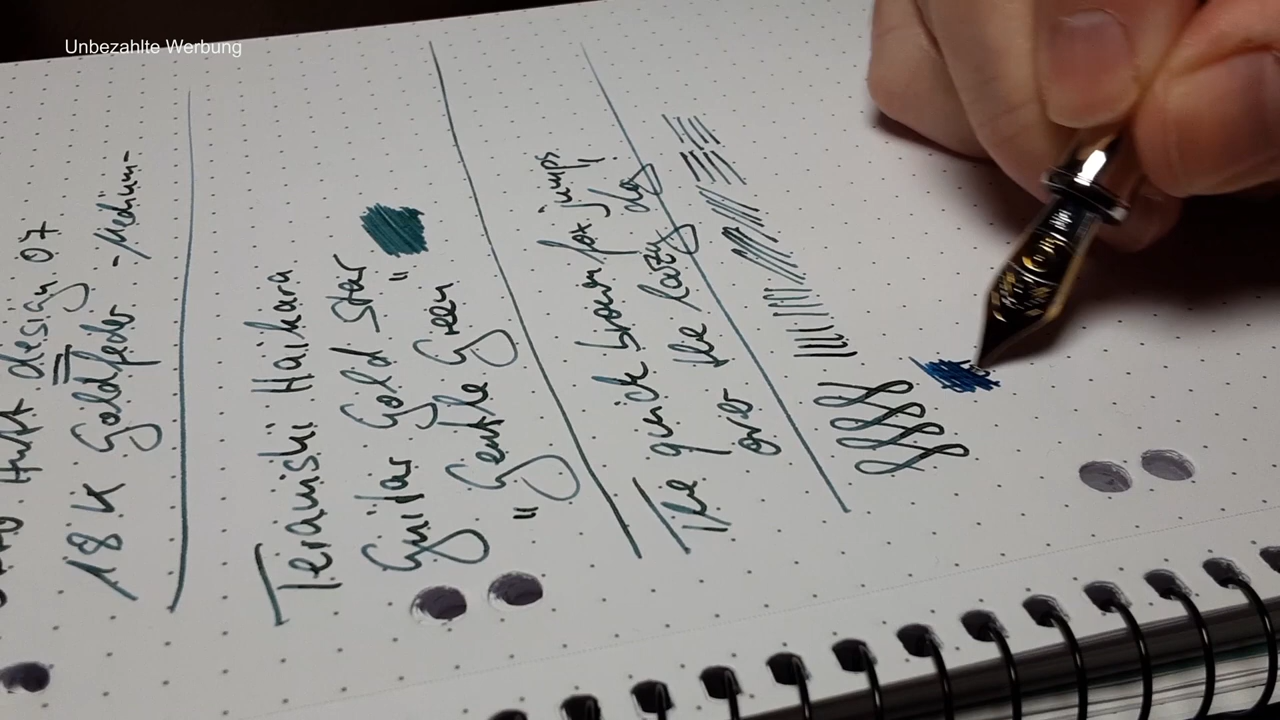 Unbezahlte Werbung
design 07
18 K Goldfeder -Medium-
Teranishi Haikara
Guitar Gold Star
"Gentle Green"
The quick brown fox jumps
over the lazy dog